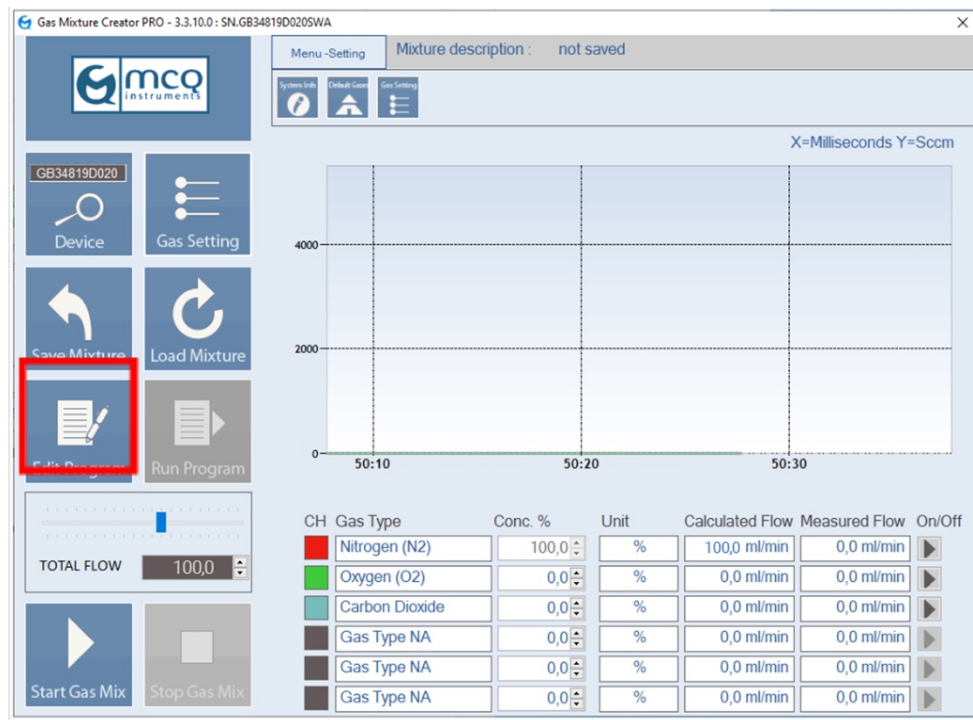 Gas Mixture Creator PRO - 3.3.10.0 : SN.GB34819D020SWA
mcq
instruments
Menu -Setting
Mixture description : not saved
System Info
Default Gases
Gas Setting
X=Milliseconds Y=Sccm
GB34819D020
Device
Gas Setting
Save Mixture
Load Mixture
Edit Program
Run Program
4000
2000
0
50:10
50:20
50:30
TOTAL FLOW 100,0
Start Gas Mix
Stop Gas Mix
CH Gas Type Conc. % Unit Calculated Flow Measured Flow On/Off
Nitrogen (N2) 100,0 % 100,0 ml/min 0,0 ml/min
Oxygen (O2) 0,0 % 0,0 ml/min 0,0 ml/min
Carbon Dioxide 0,0 % 0,0 ml/min 0,0 ml/min
Gas Type NA 0,0 % 0,0 ml/min 0,0 ml/min
Gas Type NA 0,0 % 0,0 ml/min 0,0 ml/min
Gas Type NA 0,0 % 0,0 ml/min 0,0 ml/min